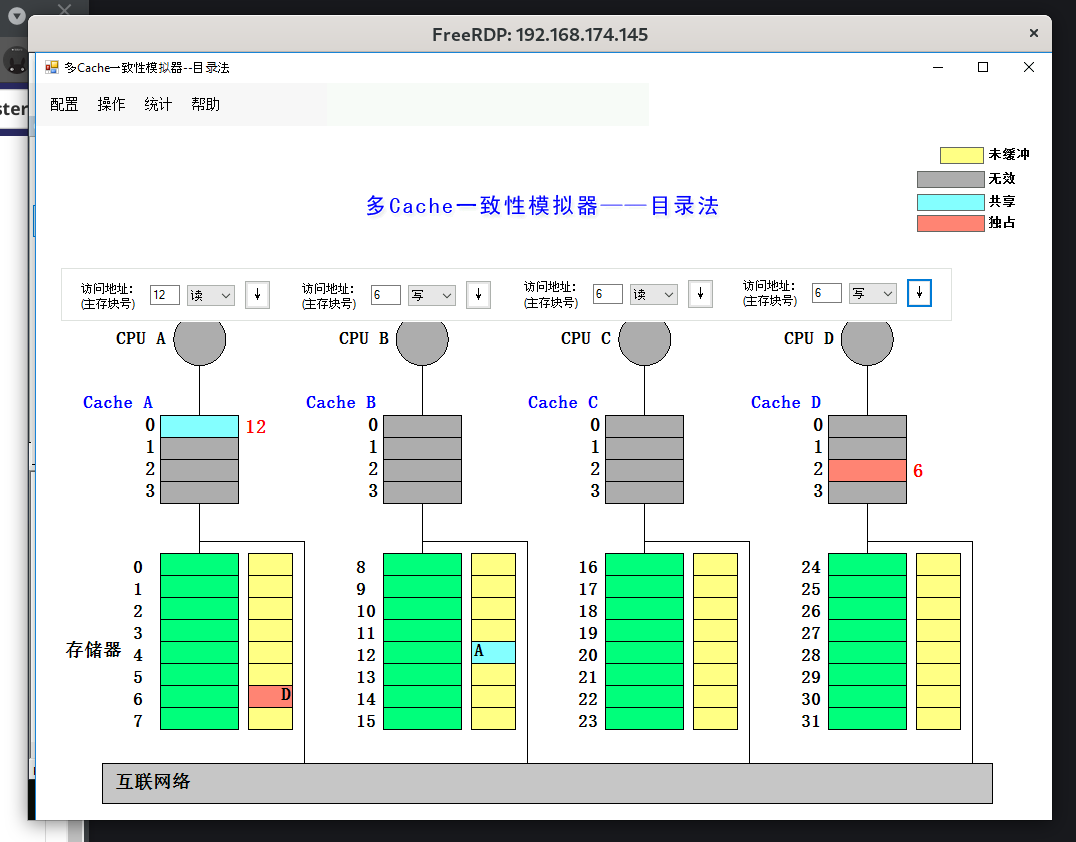 FreeRDP: 192.168.174.145
ster
多Cache一致性模拟器--目录法
配置 操作 统计 帮助
未缓冲
无效
共享
独占
多Cache一致性模拟器——目录法
访问地址: (主存块号) 12 读 ↓
访问地址: (主存块号) 6 写 ↓
访问地址: (主存块号) 6 读 ↓
访问地址: (主存块号) 6 写 ↓
CPU A CPU B CPU C CPU D
Cache A Cache B Cache C Cache D
0 12 0 0 0
1 1 1 1
2 2 2 2 6
3 3 3 3
0 8 16 24
1 9 17 25
2 10 18 26
3 11 19 27
存储器 4 12 A 20 28
5 13 21 29
6 D 14 22 30
7 15 23 31
互联网络